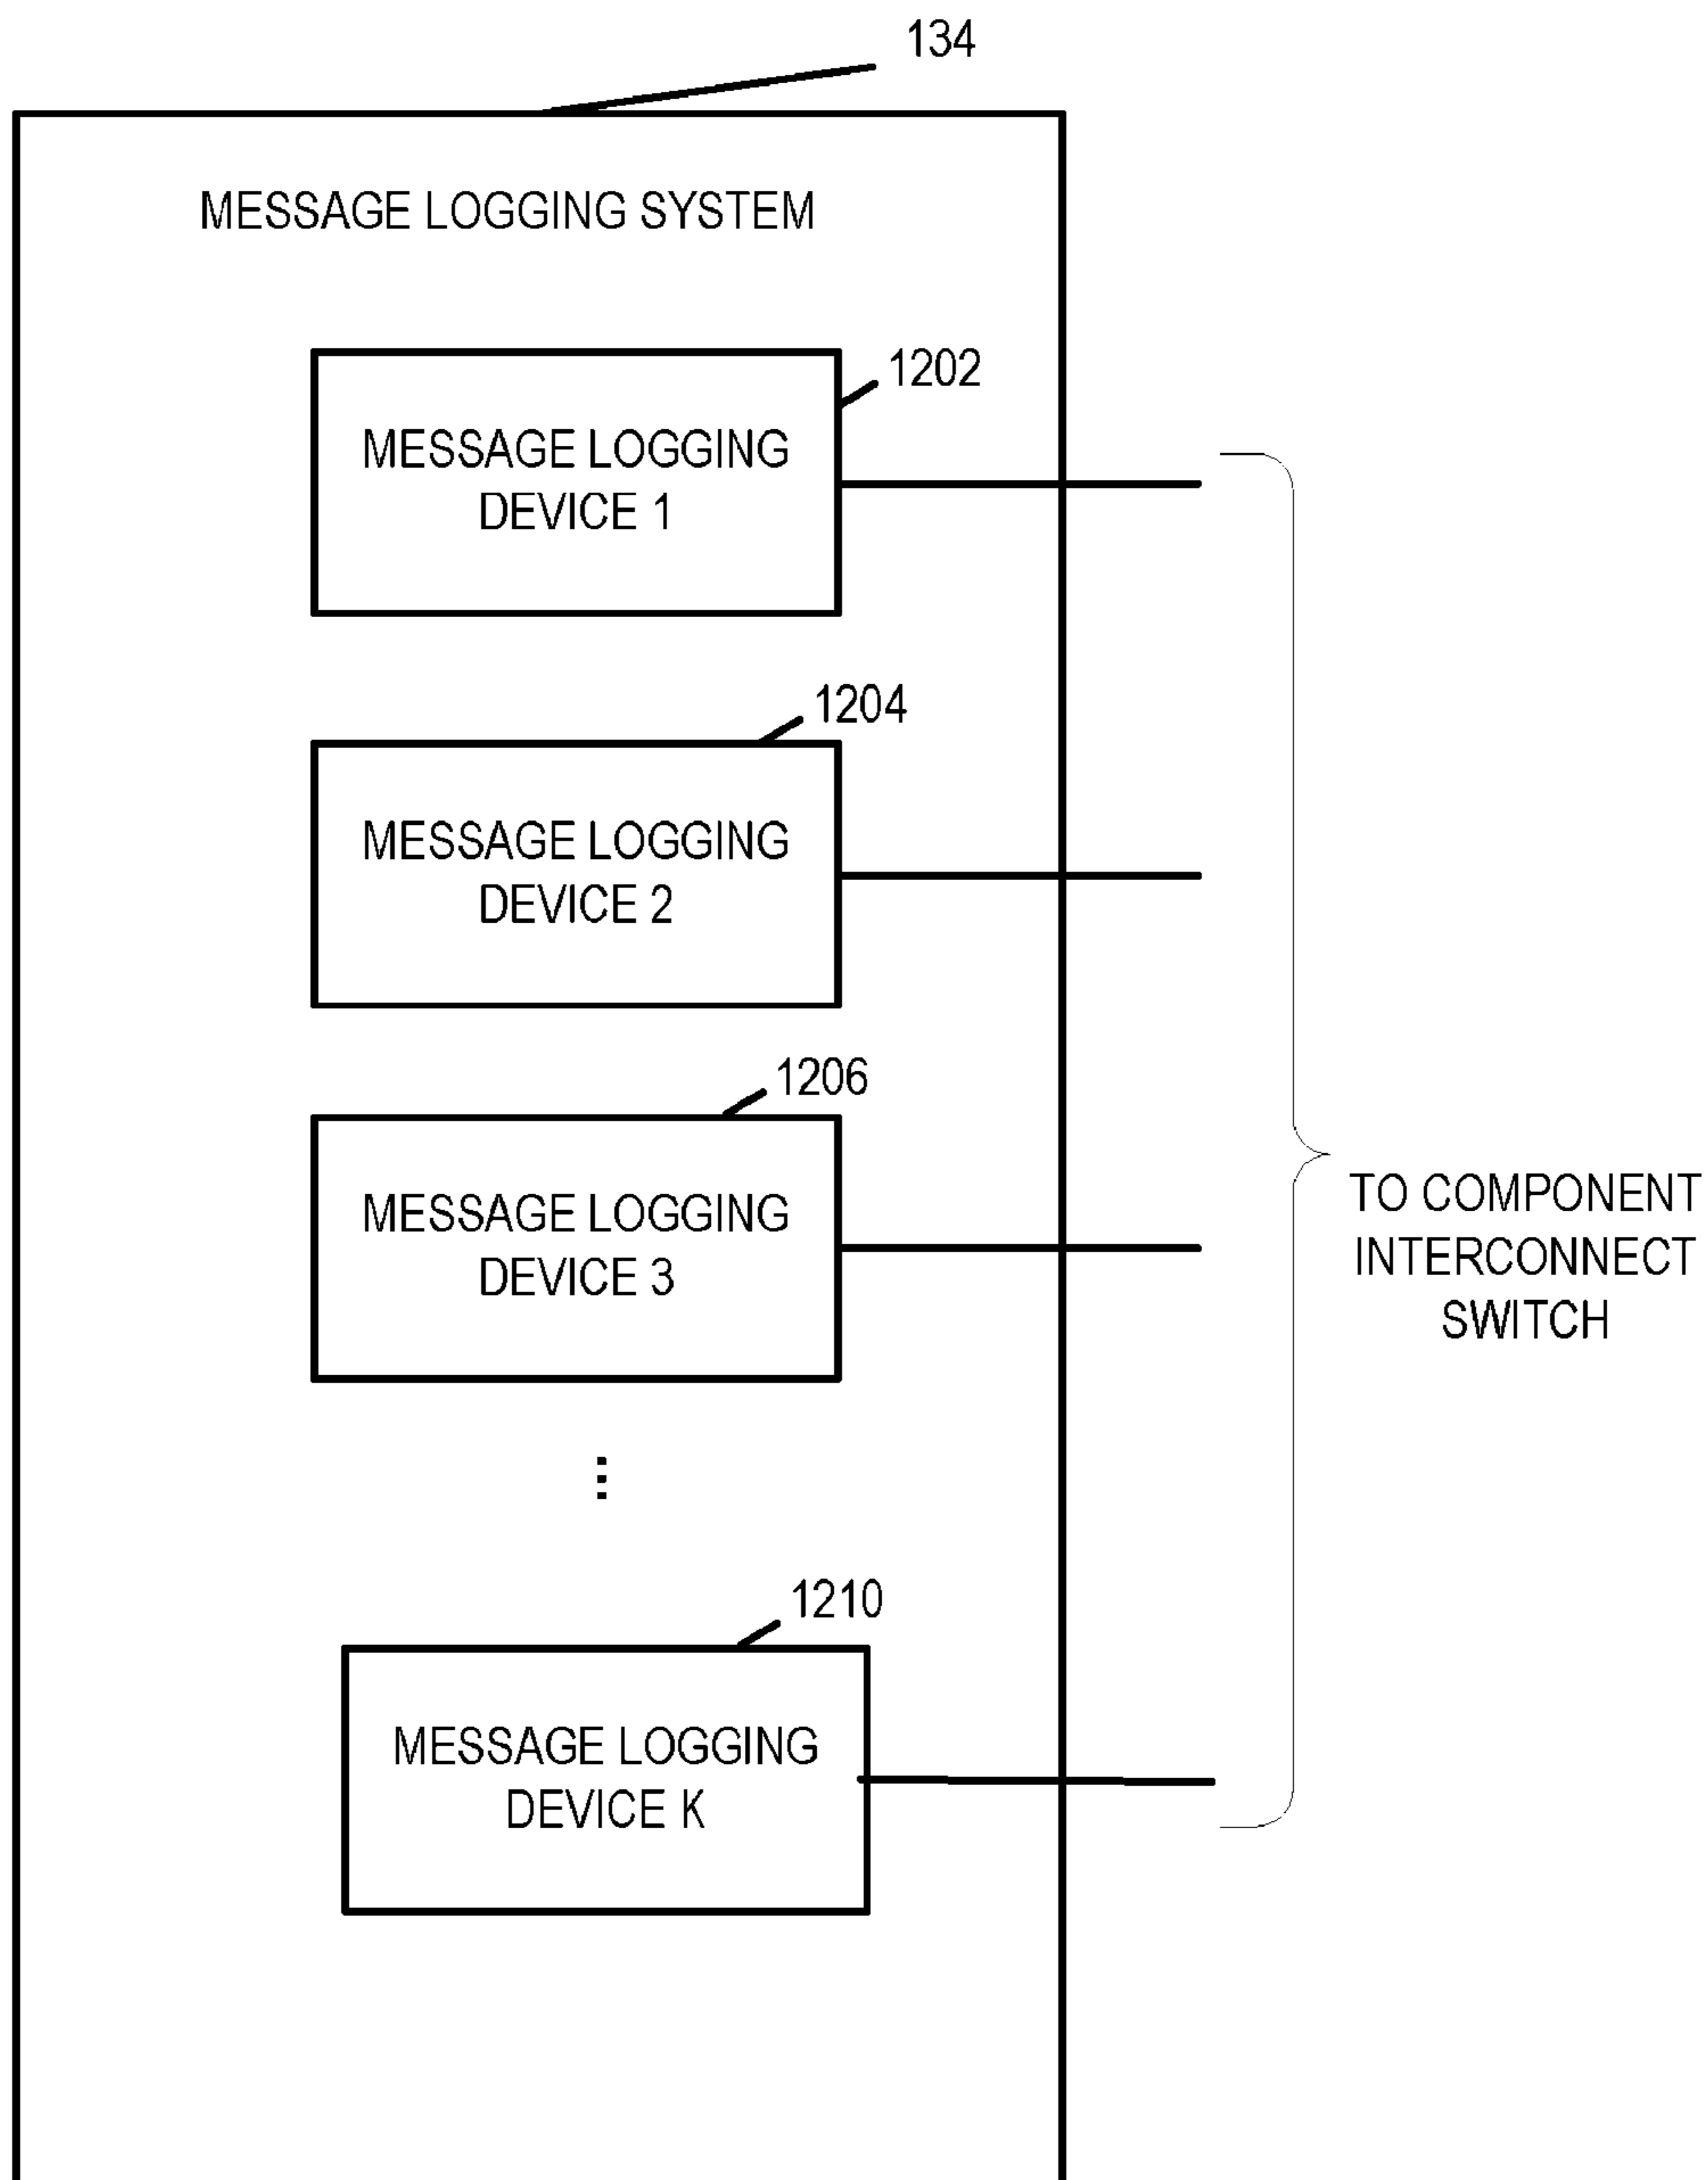 134
MESSAGE LOGGING SYSTEM
1202
MESSAGE LOGGING
DEVICE 1
1204
MESSAGE LOGGING
DEVICE 2
1206
MESSAGE LOGGING
DEVICE 3
TO COMPONENT
INTERCONNECT
SWITCH
1210
MESSAGE LOGGING
DEVICE K